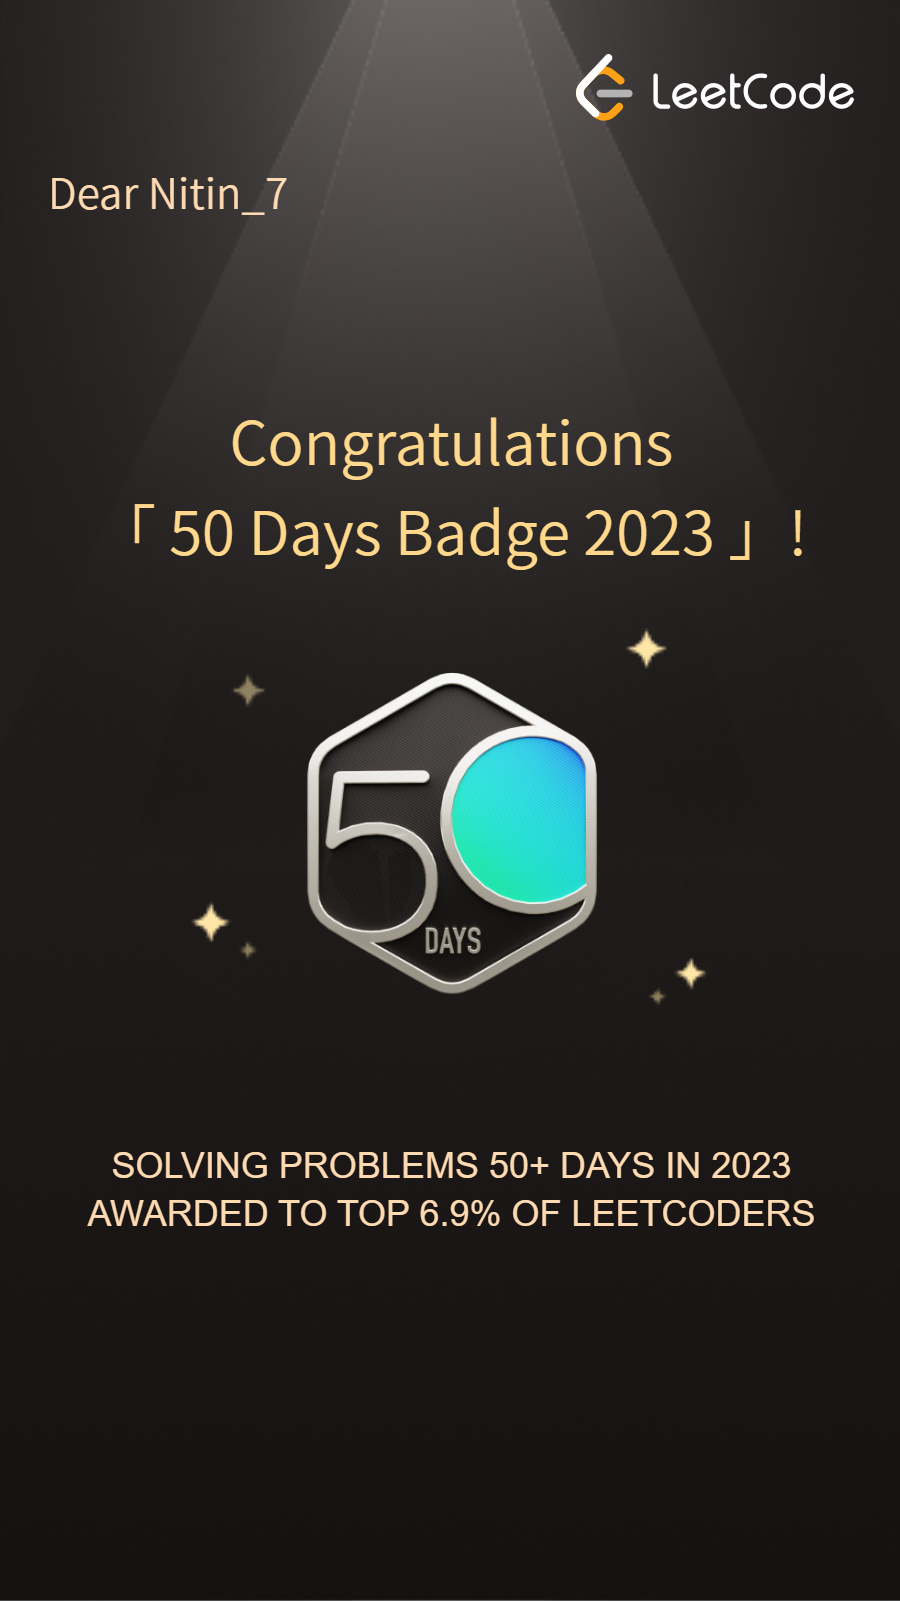 LeetCode
Dear Nitin_7
Congratulations
「 50 Days Badge 2023 」 !
50
DAYS
SOLVING PROBLEMS 50+ DAYS IN 2023
AWARDED TO TOP 6.9% OF LEETCODERS